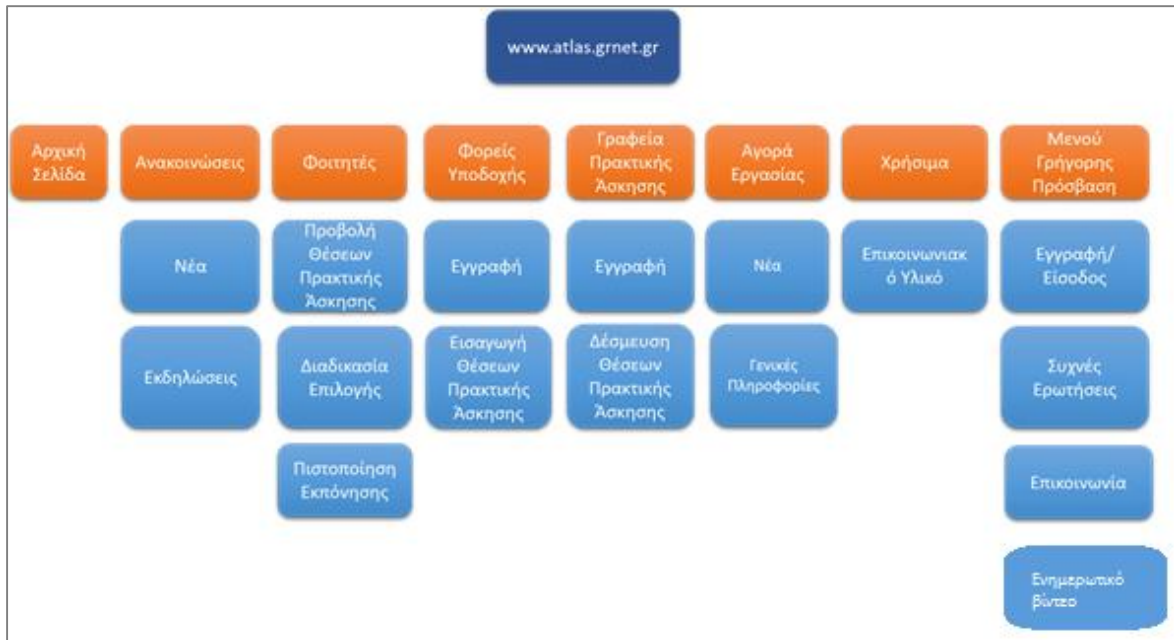 www.atlas.grnet.gr
Αρχική
Σελίδα
Ανακοινώσεις
Φοιτητές
Φορείς
Υποδοχής
Γραφεία
Πρακτικής
Άσκησης
Αγορά
Εργασίας
Χρήσιμα
Μενού
Γρήγορης
Πρόσβαση
Νέα
Προβολή
Θέσεων
Πρακτικής
Άσκησης
Εγγραφή
Εγγραφή
Νέα
Επικοινωνιακ
ό Υλικό
Εγγραφή/
Είσοδος
Εκδηλώσεις
Διαδικασία
Επιλογής
Εισαγωγή
Θέσεων
Πρακτικής
Άσκησης
Δέσμευση
Θέσεων
Πρακτικής
Άσκησης
Γενικές
Πληροφορίες
Συχνές
Ερωτήσεις
Πιστοποίηση
Εκπόνησης
Επικοινωνία
Ενημερωτικό
βίντεο